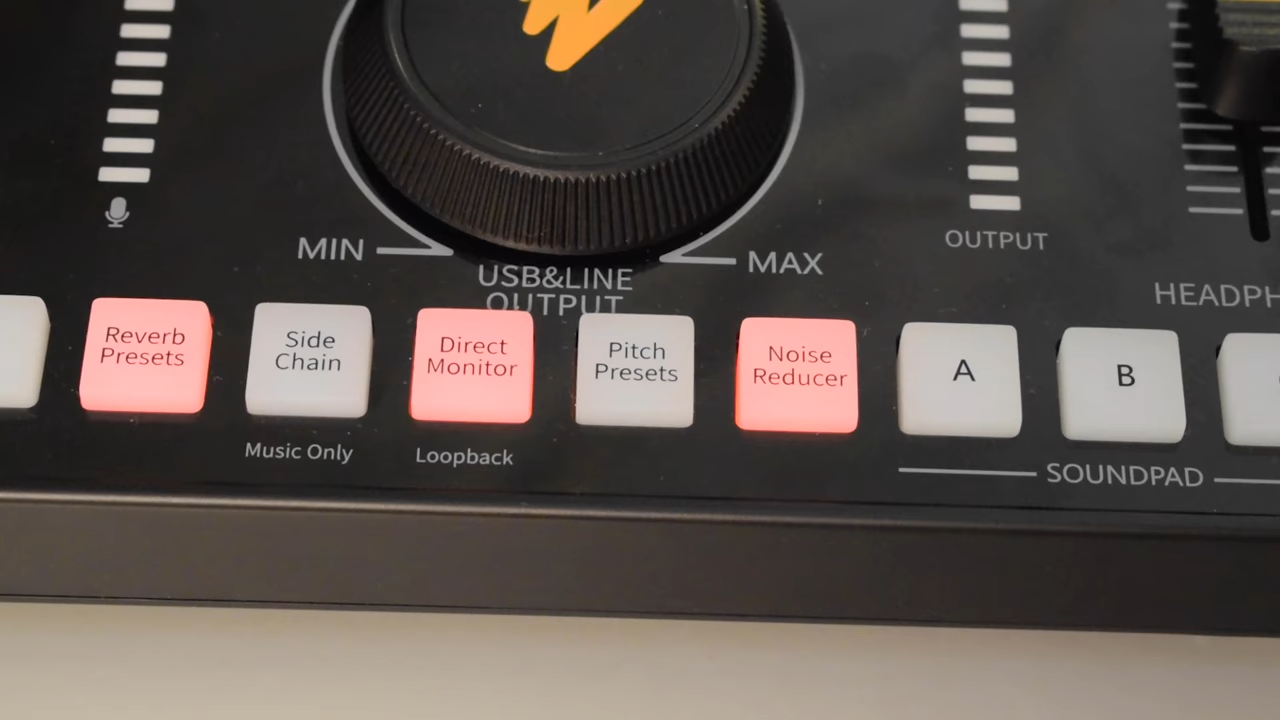 MIN
MAX
USB&LINE
OUTPUT
OUTPUT
Reverb
Presets
Side
Chain
Direct
Monitor
Pitch
Presets
Noise
Reducer
A
B
Music Only
Loopback
SOUNDPAD